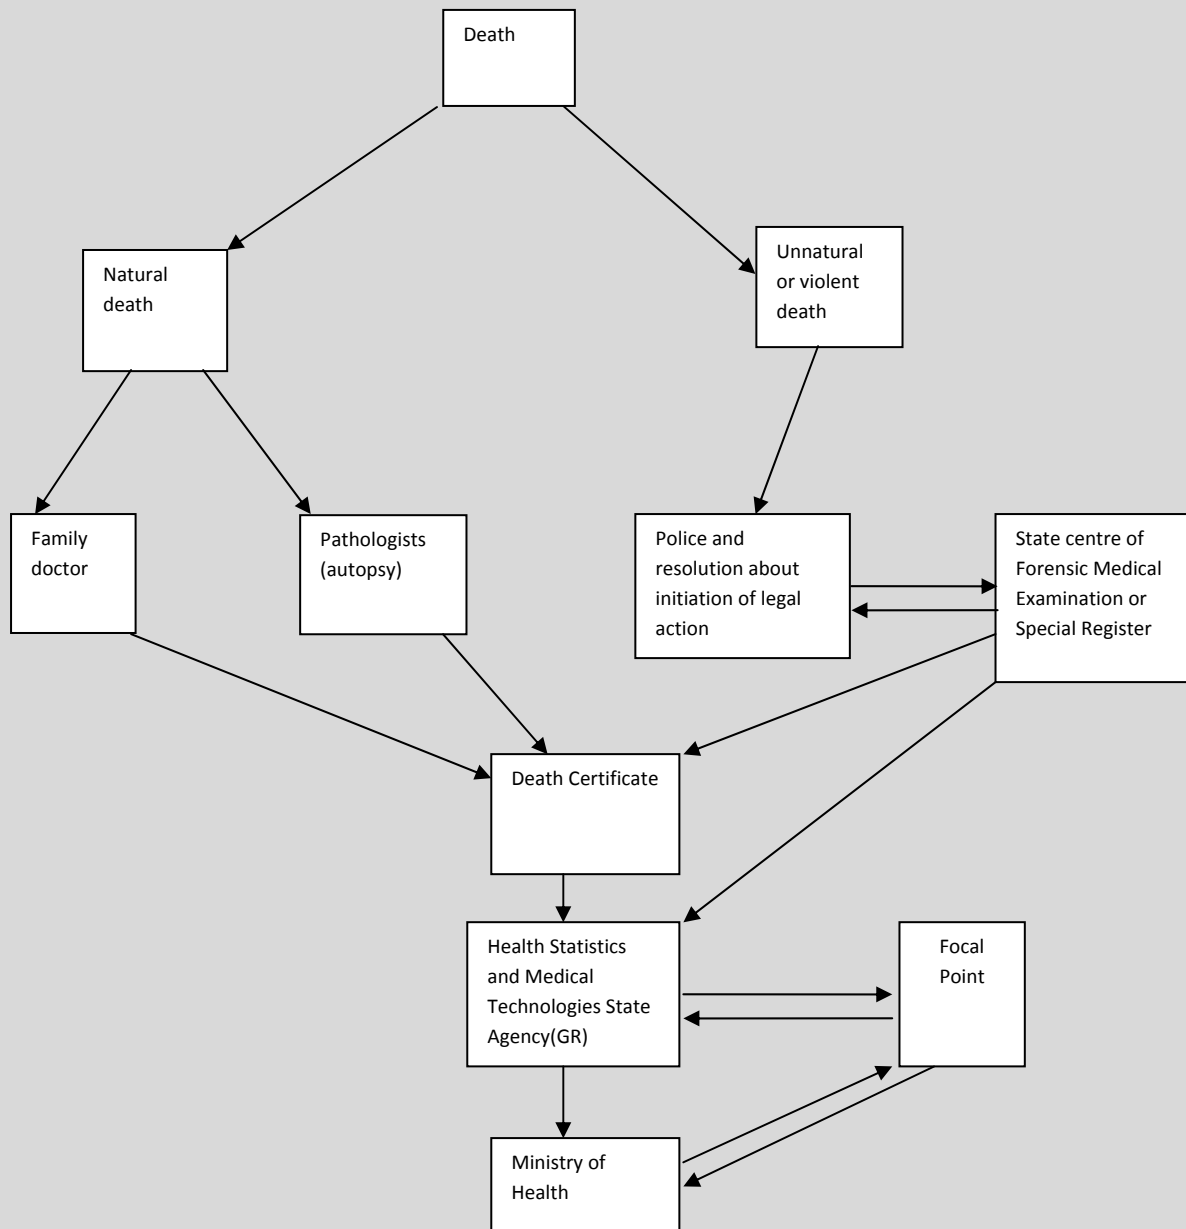 Death
Natural
death
Unnatural
or violent
death
Family
doctor
Pathologists
(autopsy)
Police and
resolution about
initiation of legal
action
State centre of
Forensic Medical
Examination or
Special Register
Death Certificate
Health Statistics
and Medical
Technologies State
Agency(GR)
Focal
Point
Ministry of
Health